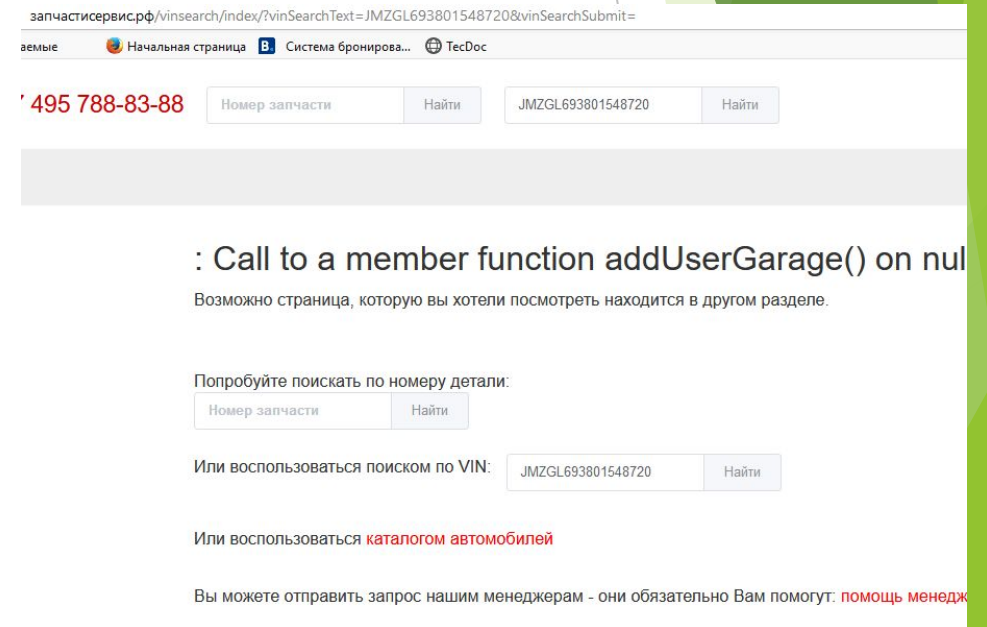 запчастисервис.рф/vinsearch/index/?vinSearchText=JMZGL693801548720&vinSearchSubmit=
Начальная страница B. Система бронирова... TecDoc
495 788-83-88 Номер запчасти Найти JMZGL693801548720 Найти
: Call to a member function addUserGarage() on nul
Возможно страница, которую вы хотели посмотреть находится в другом разделе.
Попробуйте поискать по номеру детали:
Номер запчасти Найти
Или воспользоваться поиском по VIN: JMZGL693801548720 Найти
Или воспользоваться каталогом автомобилей
Вы можете отправить запрос нашим менеджерам - они обязательно Вам помогут: помощь менедж